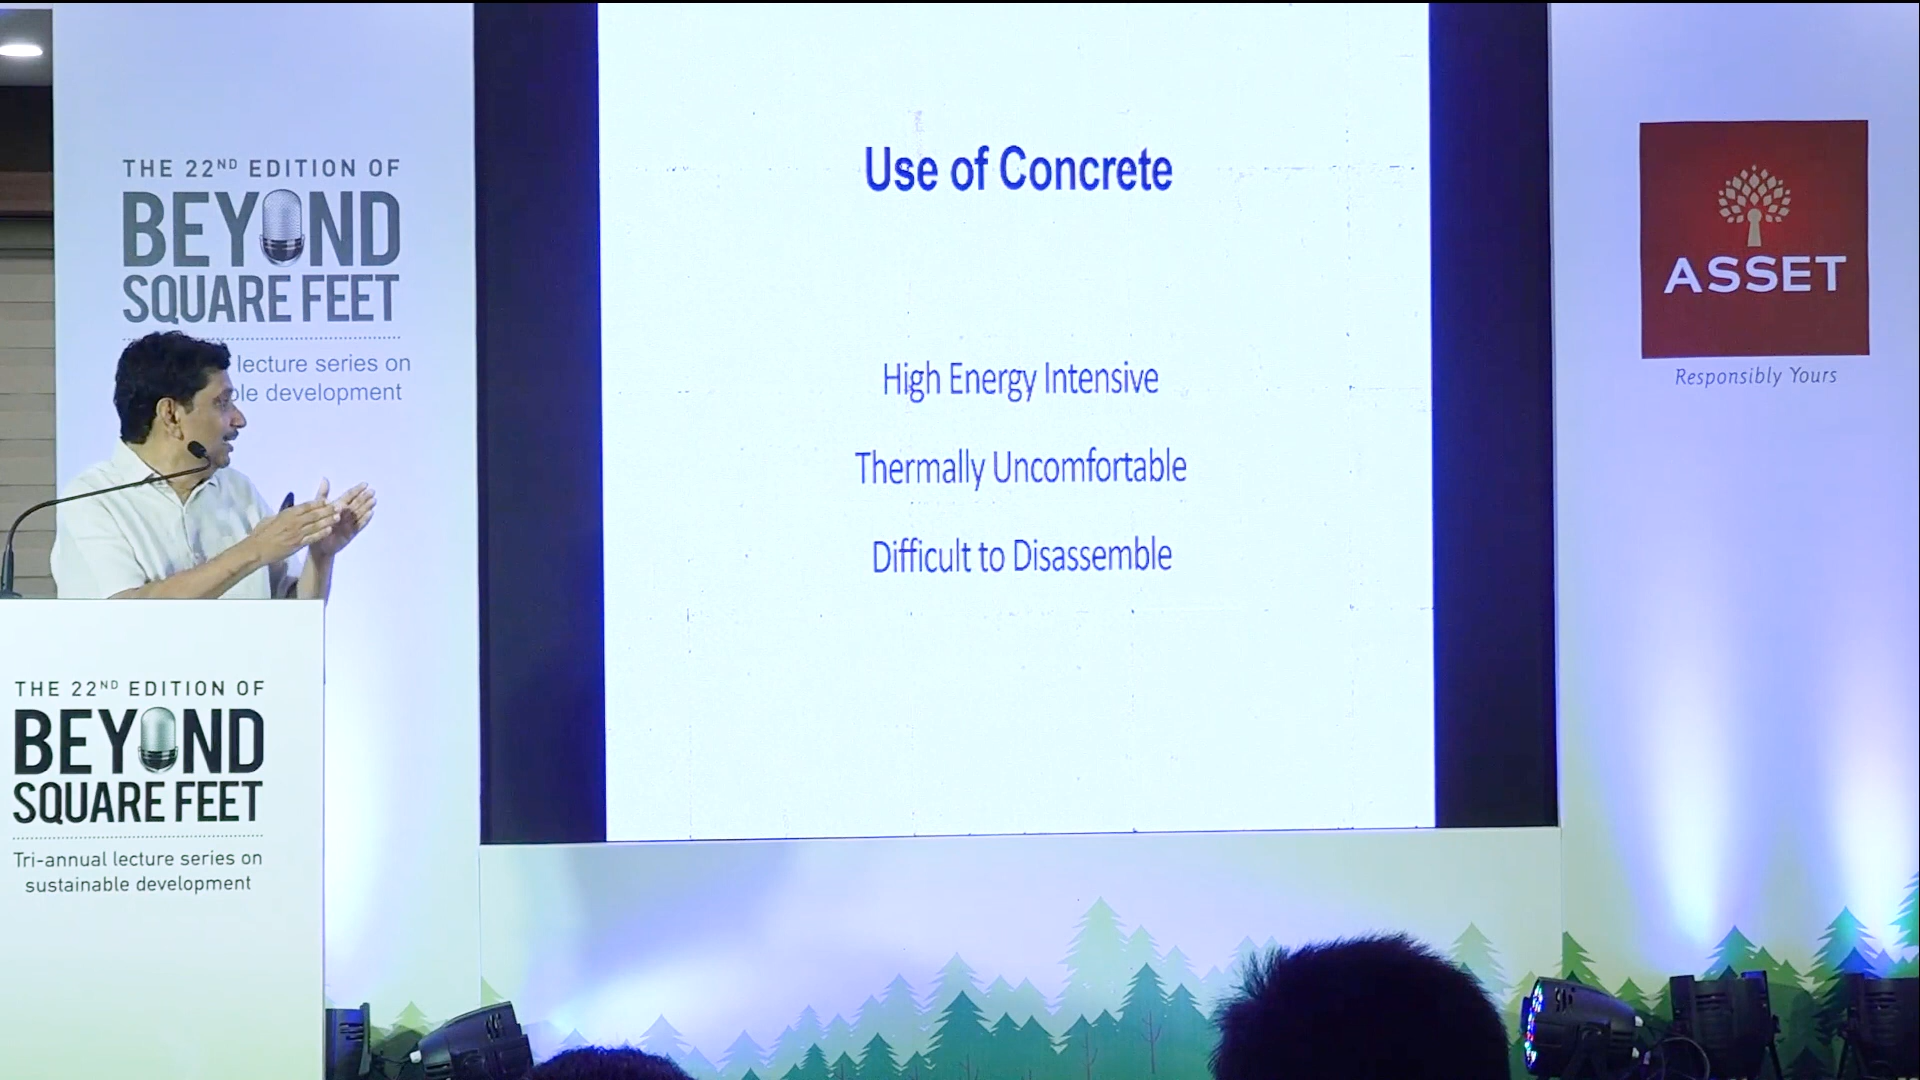 THE 22ND EDITION OF
BEYOND
SQUARE FEET
lecture series on
ble development
Use of Concrete
High Energy Intensive
Thermally Uncomfortable
Difficult to Disassemble
ASSET
Responsibly Yours
THE 22ND EDITION OF
BEYOND
SQUARE FEET
Tri-annual lecture series on
sustainable development